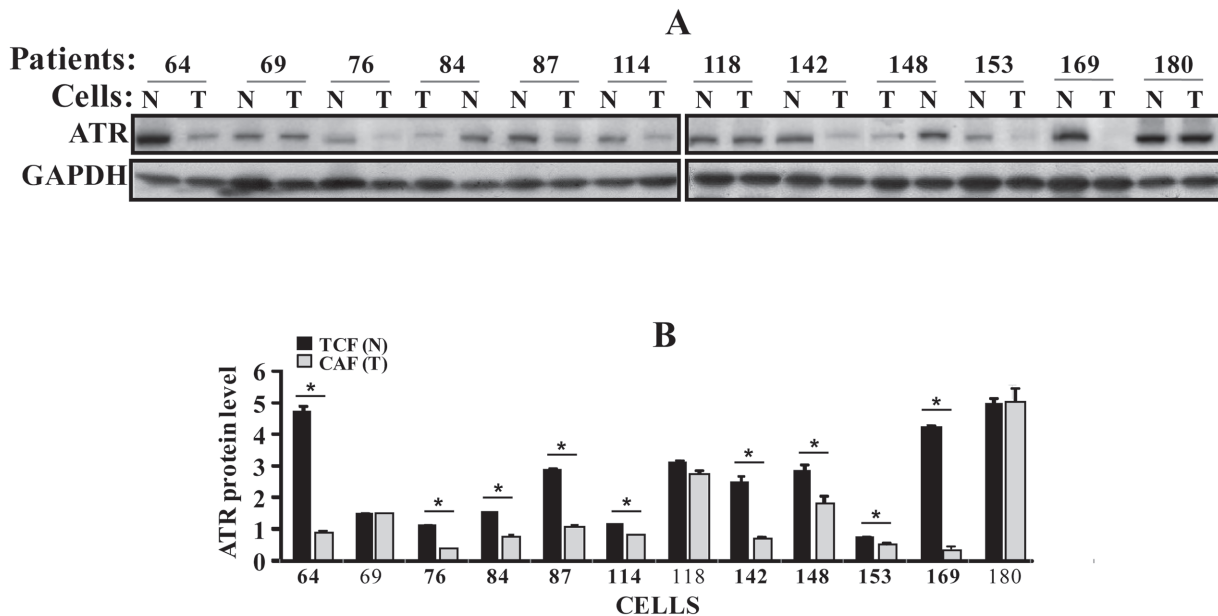 A
Patients: 64 69 76 84 87 114 118 142 148 153 169 180
Cells: N T N T N T T N N T N T N T N T T N N T N T N T
ATR
GAPDH
B
TCF (N)
CAF (T)
ATR protein level
6
5
4
3
2
1
0
* * * * * * * * *
64 69 76 84 87 114 118 142 148 153 169 180
CELLS